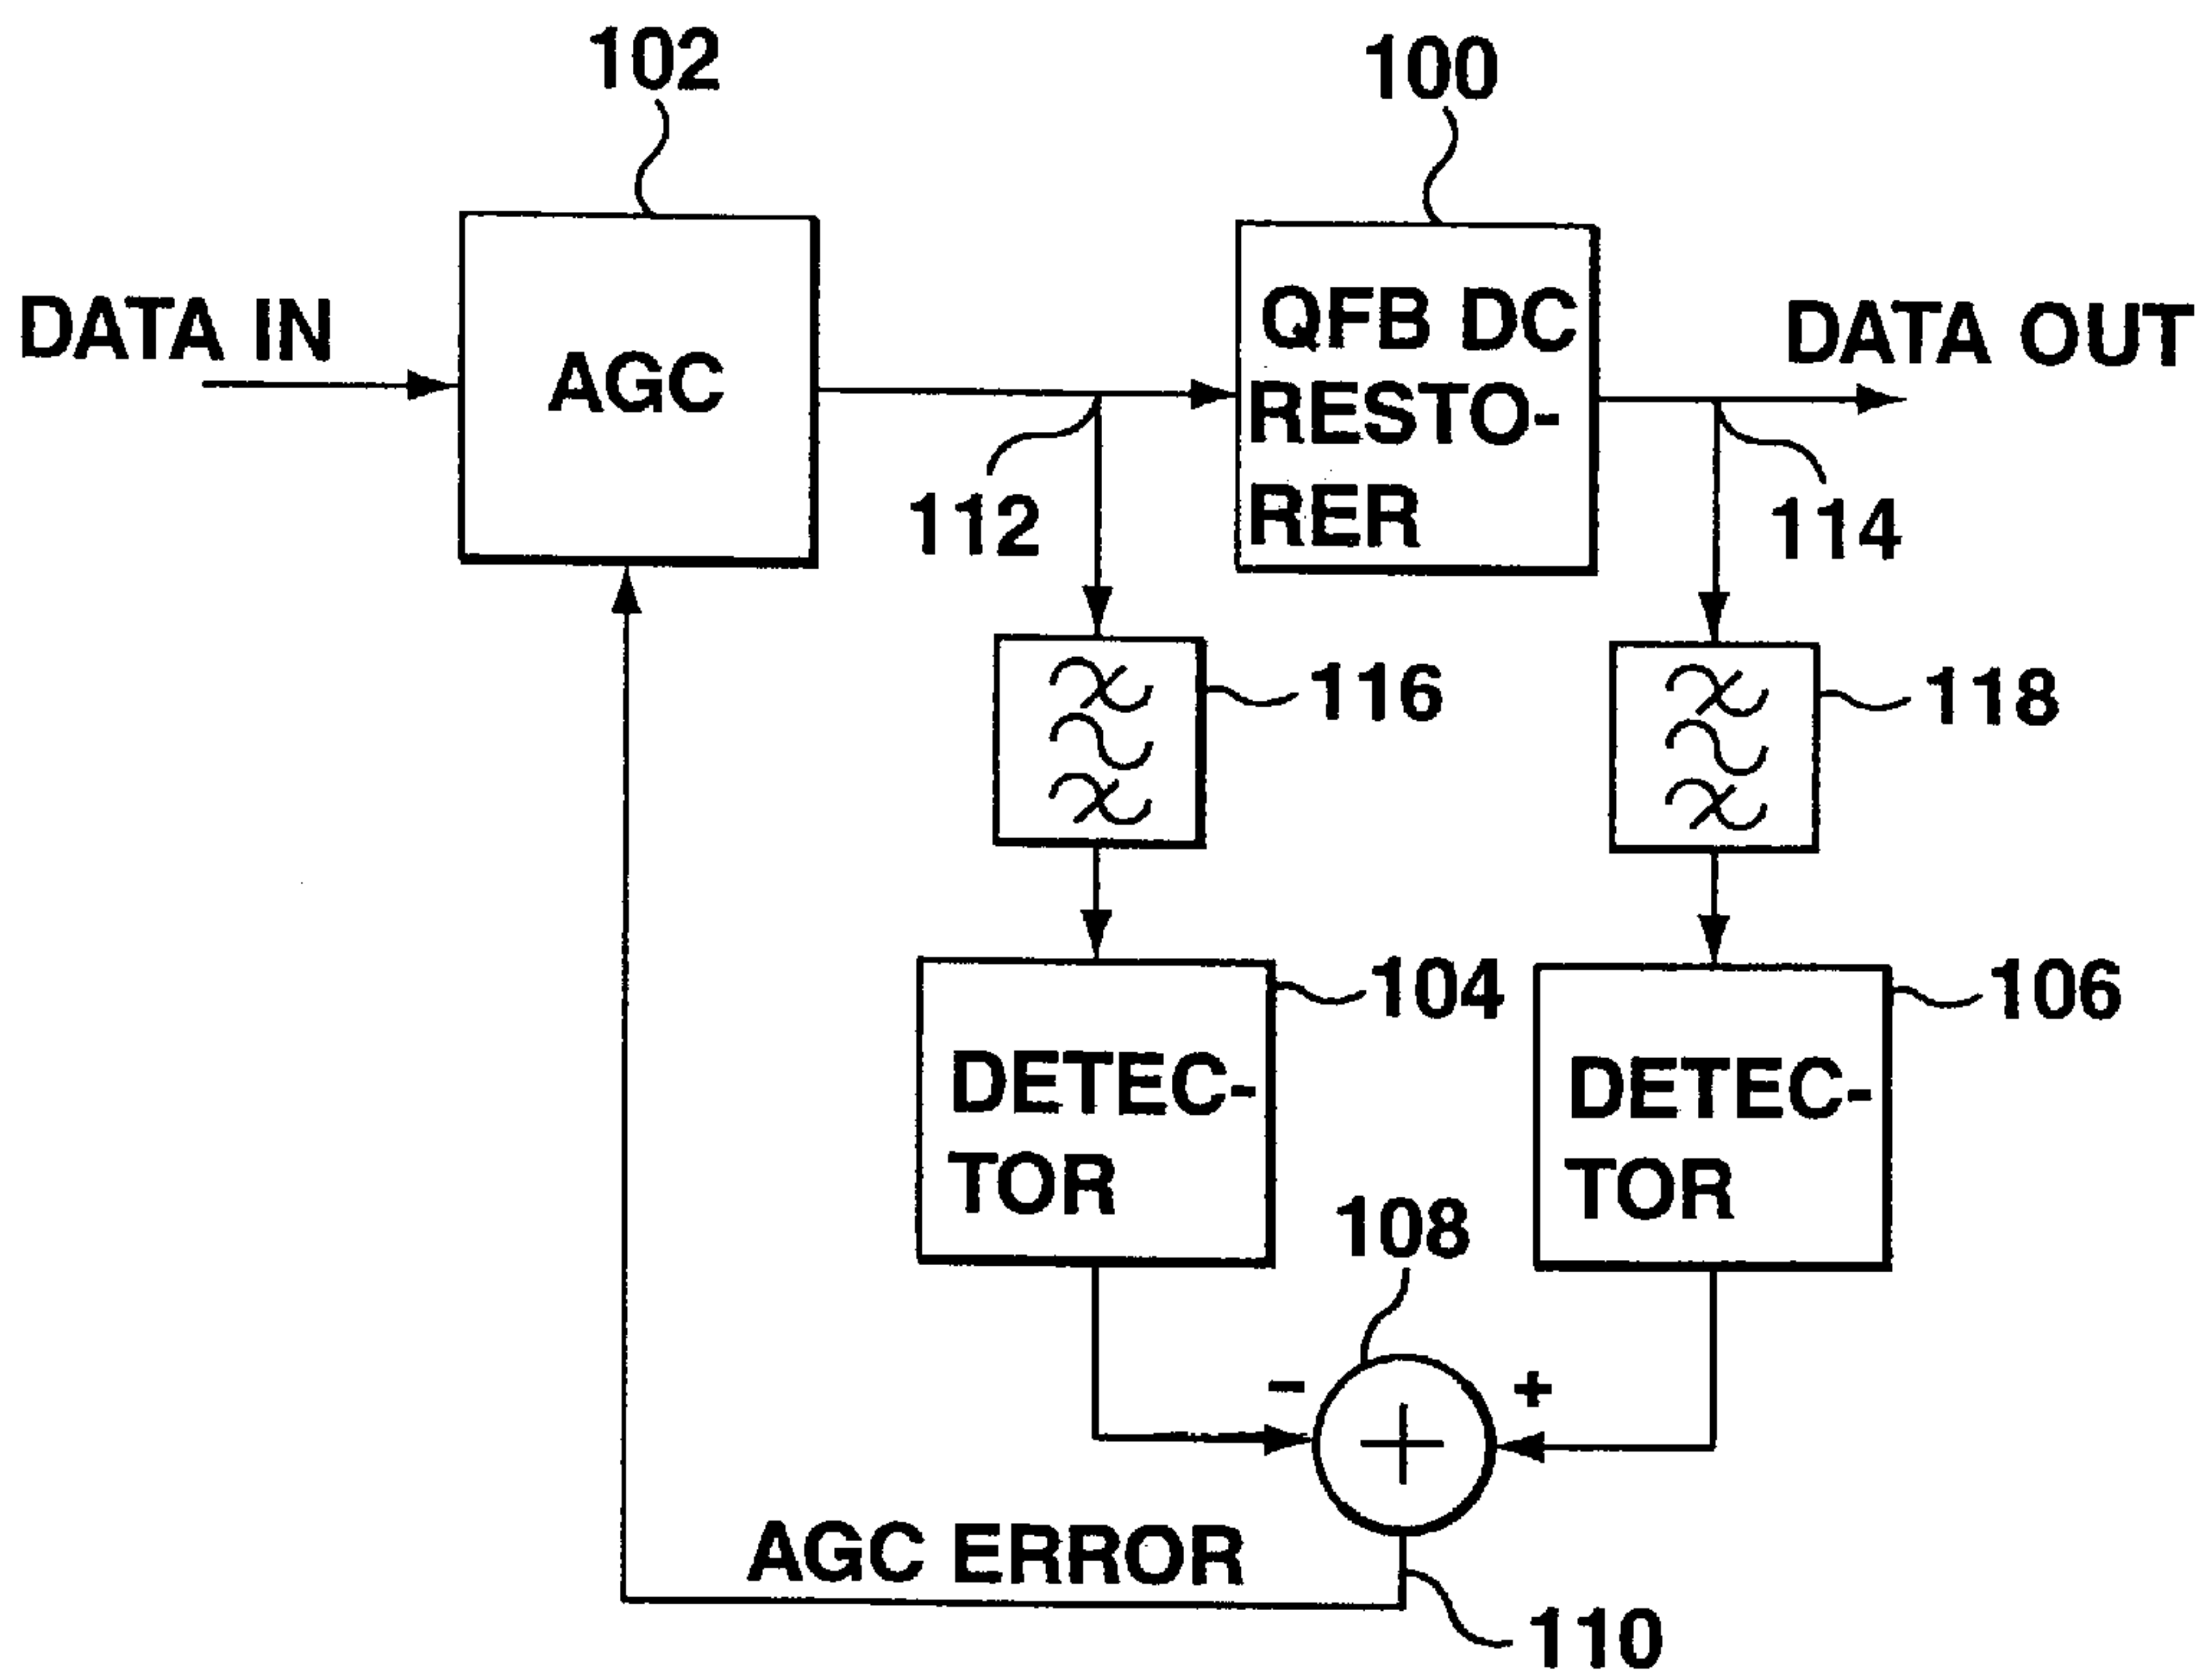 102
100
DATA IN
AGC
QFB DC
RESTO-
RER
DATA OUT
112
114
116
118
104
106
DETEC-
TOR
DETEC-
TOR
108
-
+
+
AGC ERROR
110